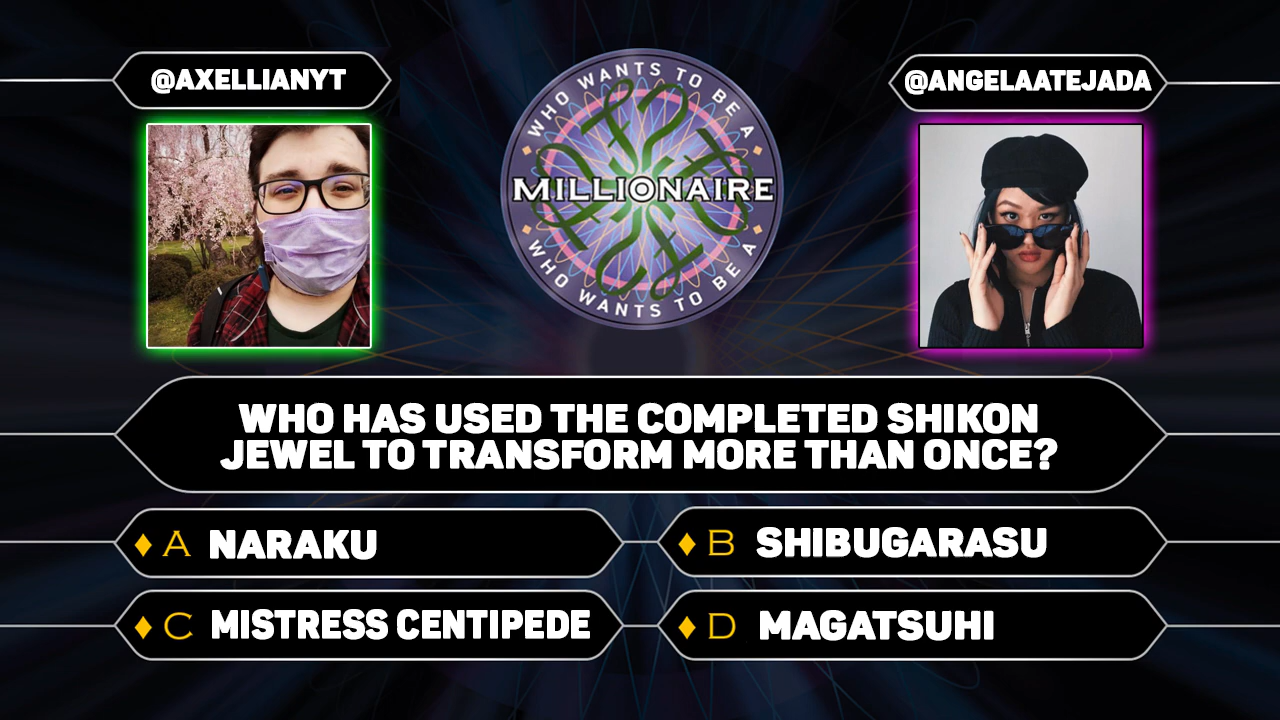 @AXELLIANYT
@ANGELAATEJADA
WHO WANTS TO BE A
MILLIONAIRE
WHO WANTS TO BE A
WHO HAS USED THE COMPLETED SHIKON
JEWEL TO TRANSFORM MORE THAN ONCE?
A NARAKU
B SHIBUGARASU
C MISTRESS CENTIPEDE
D MAGATSUHI